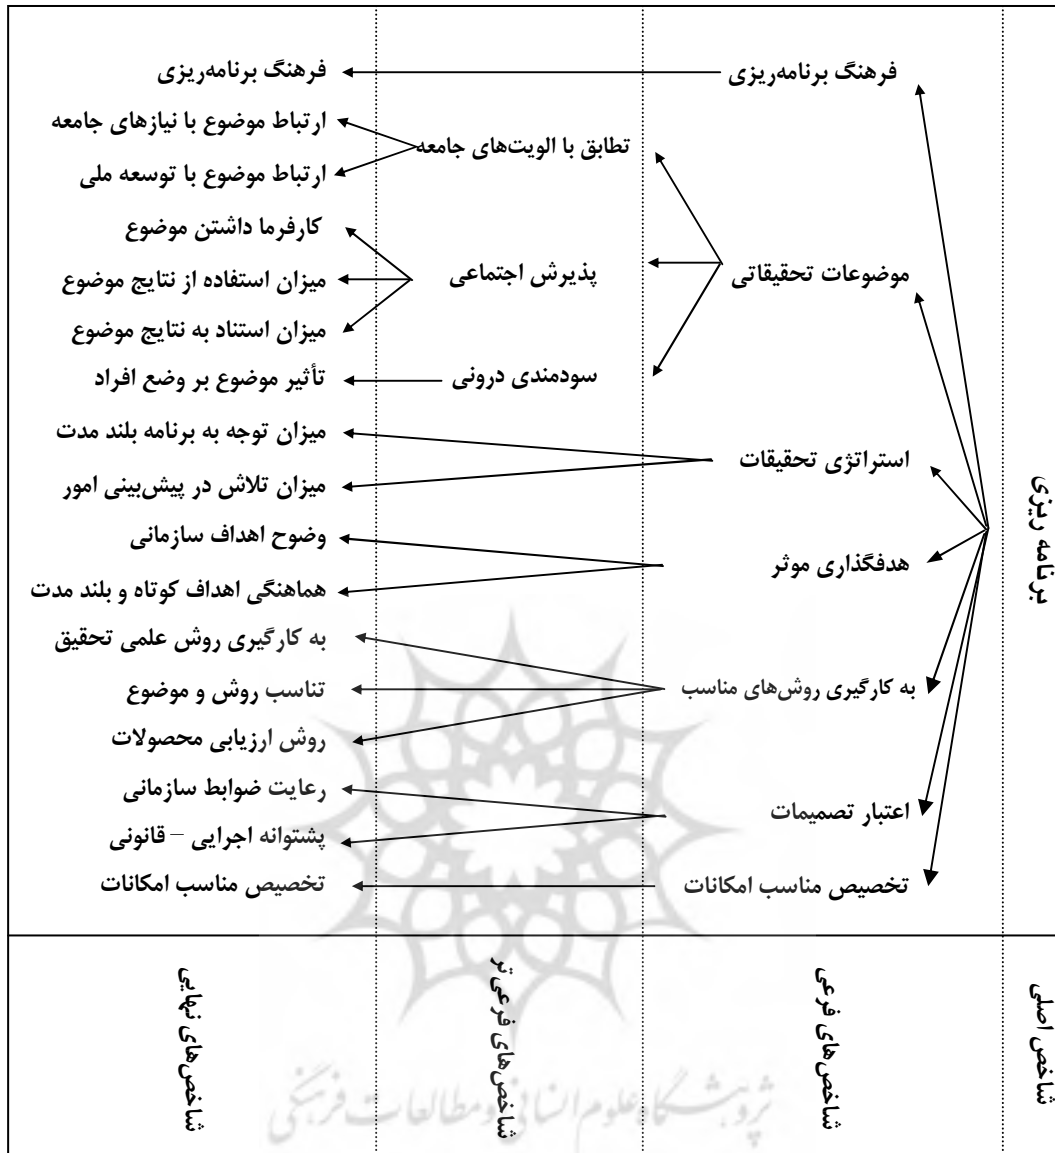 فرهنگ برنامه‌ریزی
فرهنگ برنامه‌ریزی
ارتباط موضوع با نیازهای جامعه
تطابق با الویت‌های جامعه
ارتباط موضوع با توسعه ملی
کارفرما داشتن موضوع
موضوعات تحقیقاتی
پذیرش اجتماعی
میزان استفاده از نتایج موضوع
میزان استناد به نتایج موضوع
سودمندی درونی
تأثیر موضوع بر وضع افراد
میزان توجه به برنامه بلند مدت
استراتژی تحقیقات
میزان تلاش در پیش‌بینی امور
برنامه ریزی
وضوح اهداف سازمانی
هدفگذاری موثر
هماهنگی اهداف کوتاه و بلند مدت
به کارگیری روش علمی تحقیق
به کارگیری روش‌های مناسب
تناسب روش و موضوع
روش ارزیابی محصولات
رعایت ضوابط سازمانی
اعتبار تصمیمات
پشتوانه اجرایی – قانونی
تخصیص مناسب امکانات
تخصیص مناسب امکانات
شاخص اصلی
شاخص‌های فرعی
شاخص‌های فرعی تر
شاخص‌های نهایی
پژوهشگاه علوم انسانی و مطالعات فرهنگی